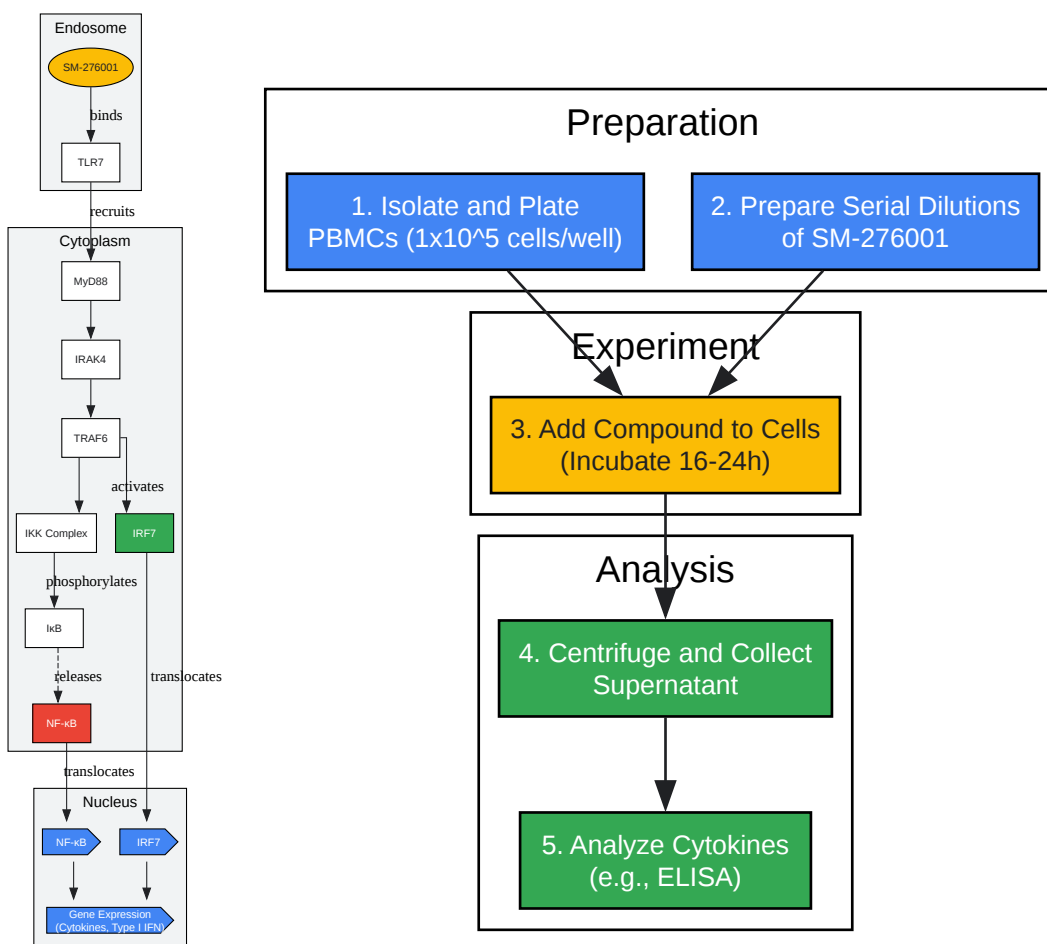 Endosome
SM-276001
binds
TLR7
recruits
Cytoplasm
MyD88
IRAK4
TRAF6
activates
IKK Complex
IRF7
phosphorylates
IκB
releases
translocates
NF-κB
translocates
Nucleus
NF-κB
IRF7
Gene Expression
(Cytokines, Type I IFN)
Preparation
1. Isolate and Plate
PBMCs (1x10^5 cells/well)
2. Prepare Serial Dilutions
of SM-276001
Experiment
3. Add Compound to Cells
(Incubate 16-24h)
Analysis
4. Centrifuge and Collect
Supernatant
5. Analyze Cytokines
(e.g., ELISA)